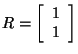 R = [ 1
1 ]